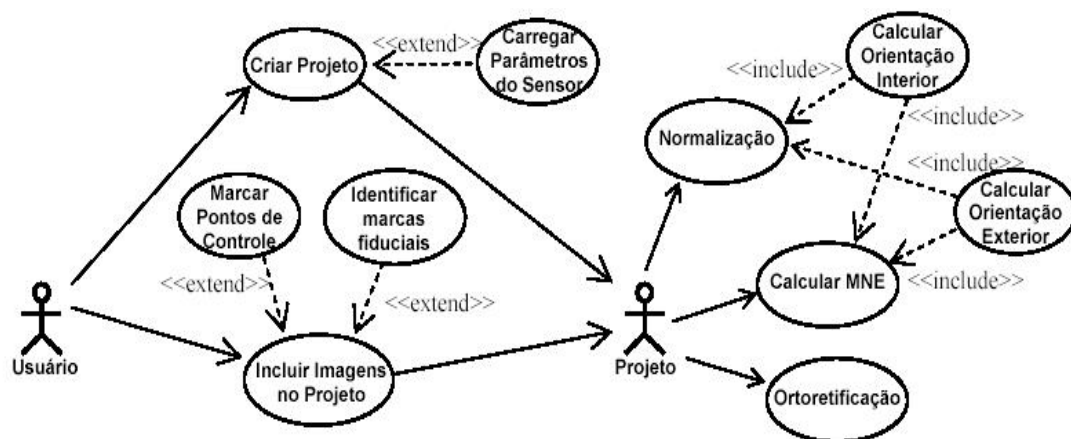 Criar Projeto
<<extend>>
Carregar
Parâmetros
do Sensor
Calcular
Orientação
Interior
<<include>>
<<include>>
Normalização
<<include>>
Marcar
Pontos de
Controle
Identificar
marcas
fiduciais
Calcular
Orientação
Exterior
<<extend>>
<<extend>>
Calcular MNE
<<include>>
Usuário
Incluir Imagens
no Projeto
Projeto
Ortoretificação